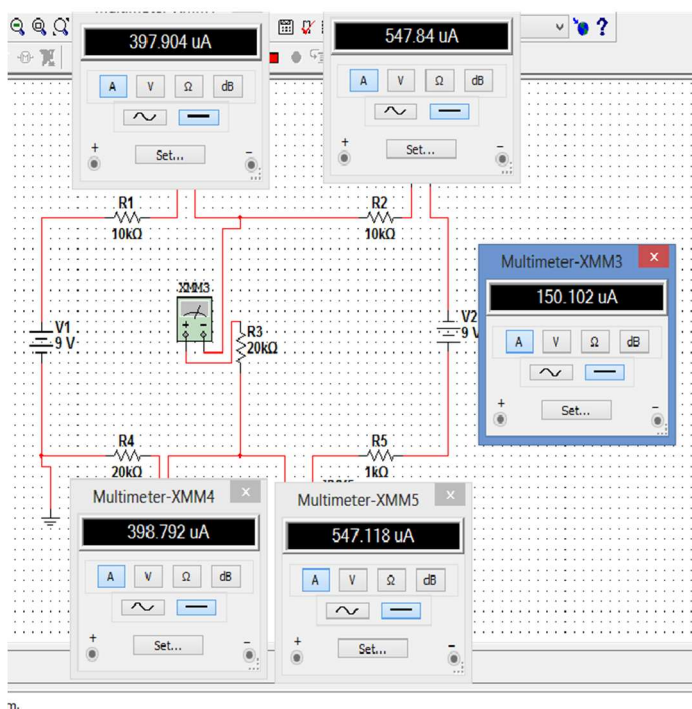 397.904 uA
A V Ω dB
Set...
+ -
547.84 uA
A V Ω dB
Set...
+ -
?
R1
10kΩ
R2
10kΩ
XMM3
+ -
R3
20kΩ
V1
9 V
V2
9 V
Multimeter-XMM3 x
150.102 uA
A V Ω dB
Set...
+ -
R4
20kΩ
R5
1kΩ
Multimeter-XMM4 x
398.792 uA
A V Ω dB
Set...
+ -
Multimeter-XMM5 x
547.118 uA
A V Ω dB
Set...
+ -
m.